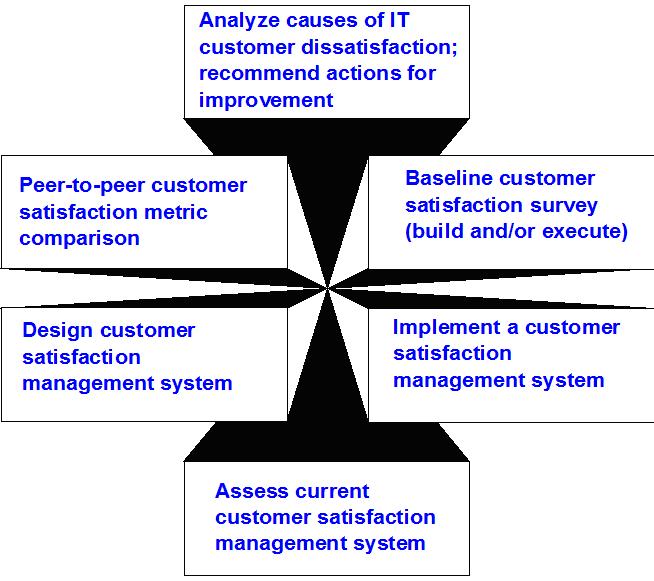 Analyze causes of IT
customer dissatisfaction;
recommend actions for
improvement
Peer-to-peer customer
satisfaction metric
comparison
Baseline customer
satisfaction survey
(build and/or execute)
Design customer
satisfaction
management system
Implement a customer
satisfaction
management system
Assess current
customer satisfaction
management system